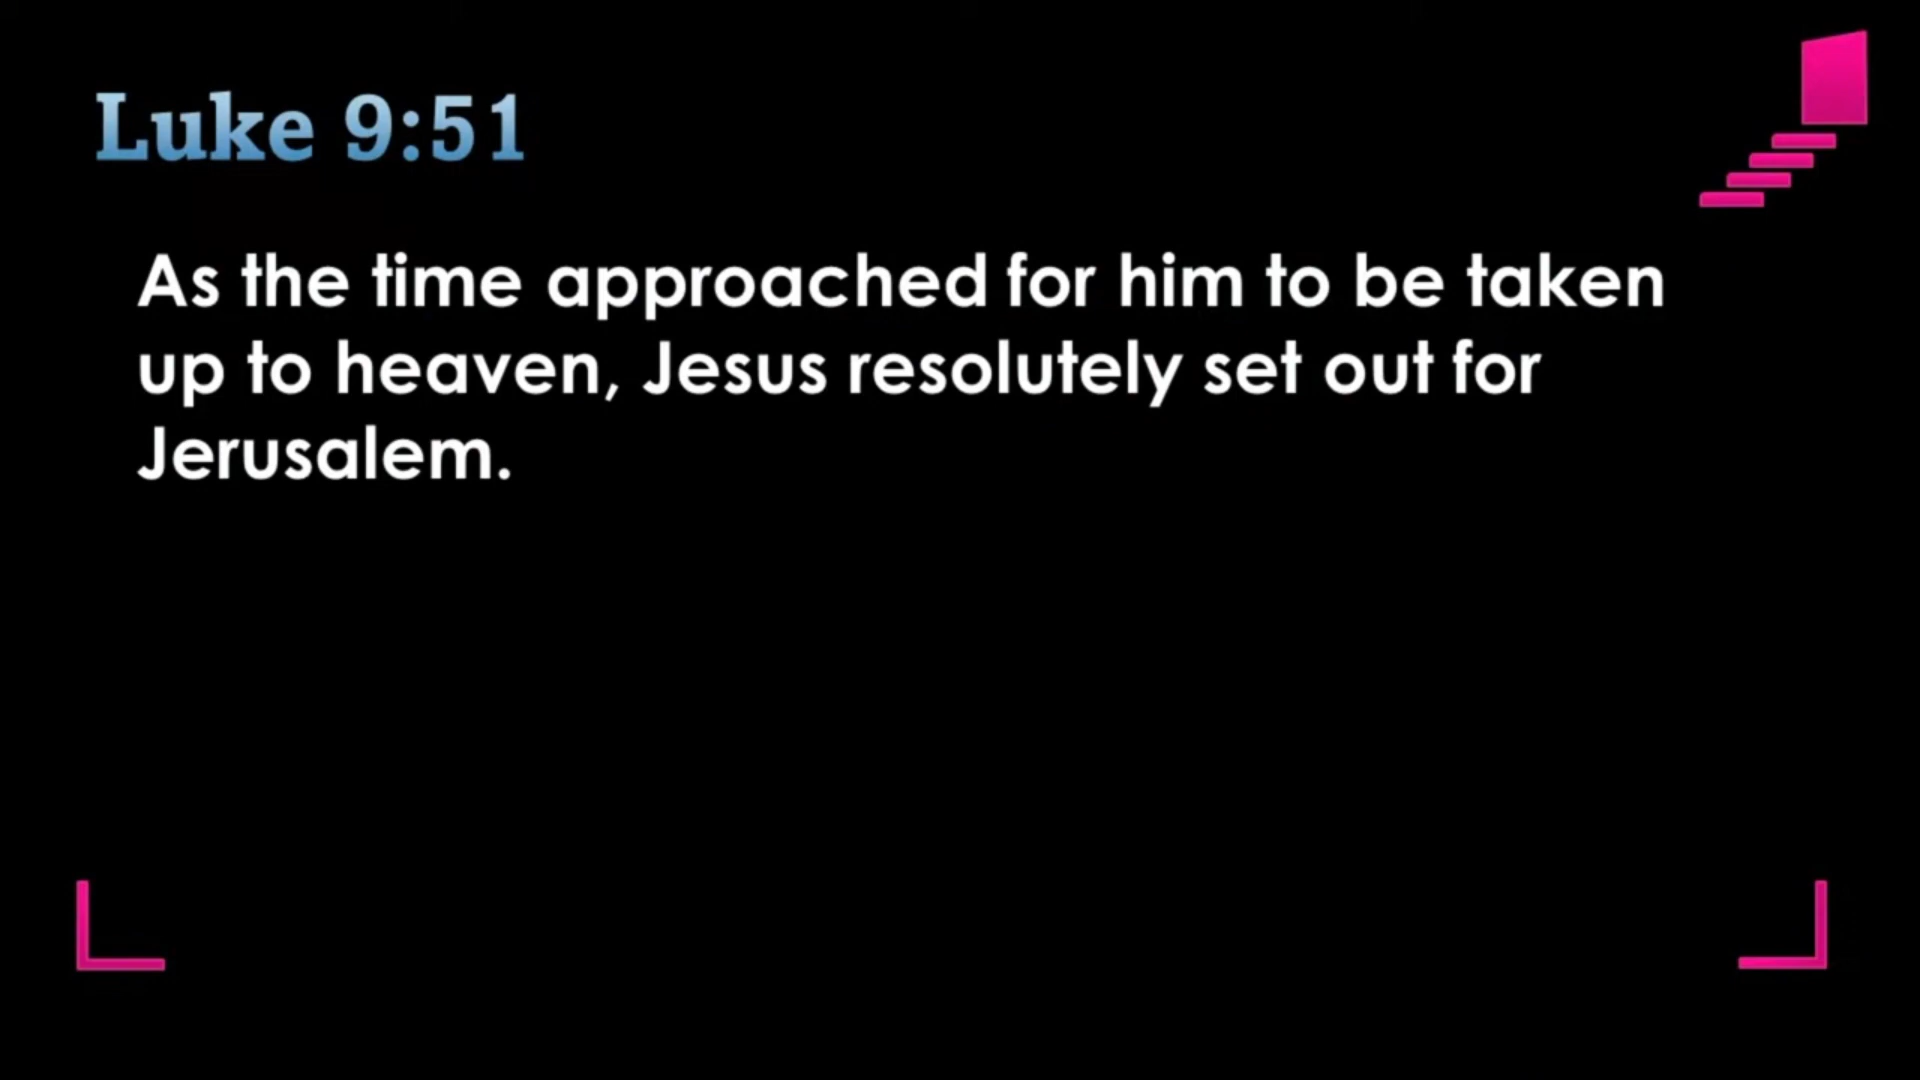 Luke 9:51
As the time approached for him to be taken
up to heaven, Jesus resolutely set out for
Jerusalem.